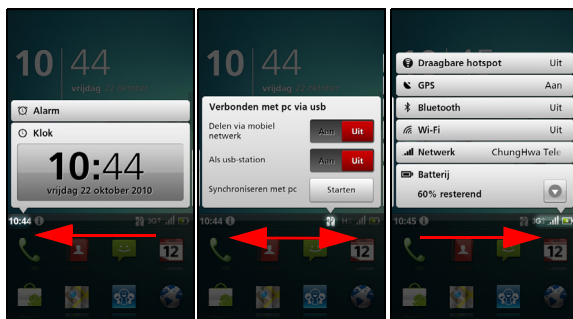 10 44
vrijdag 22 oktober
Alarm
Klok
10:44
vrijdag 22 oktober 2010
10:44
3G
12
10 44
vrijdag 22 oktober
Verbonden met pc via usb
Delen via mobiel netwerk Aan Uit
Als usb-station Aan Uit
Synchroniseren met pc Starten
10:44
H
12
10
Draagbare hotspot Uit
GPS Aan
Bluetooth Uit
Wi-Fi Uit
Netwerk ChungHwa Tele
Batterij
60% resterend
10:45
3G
12